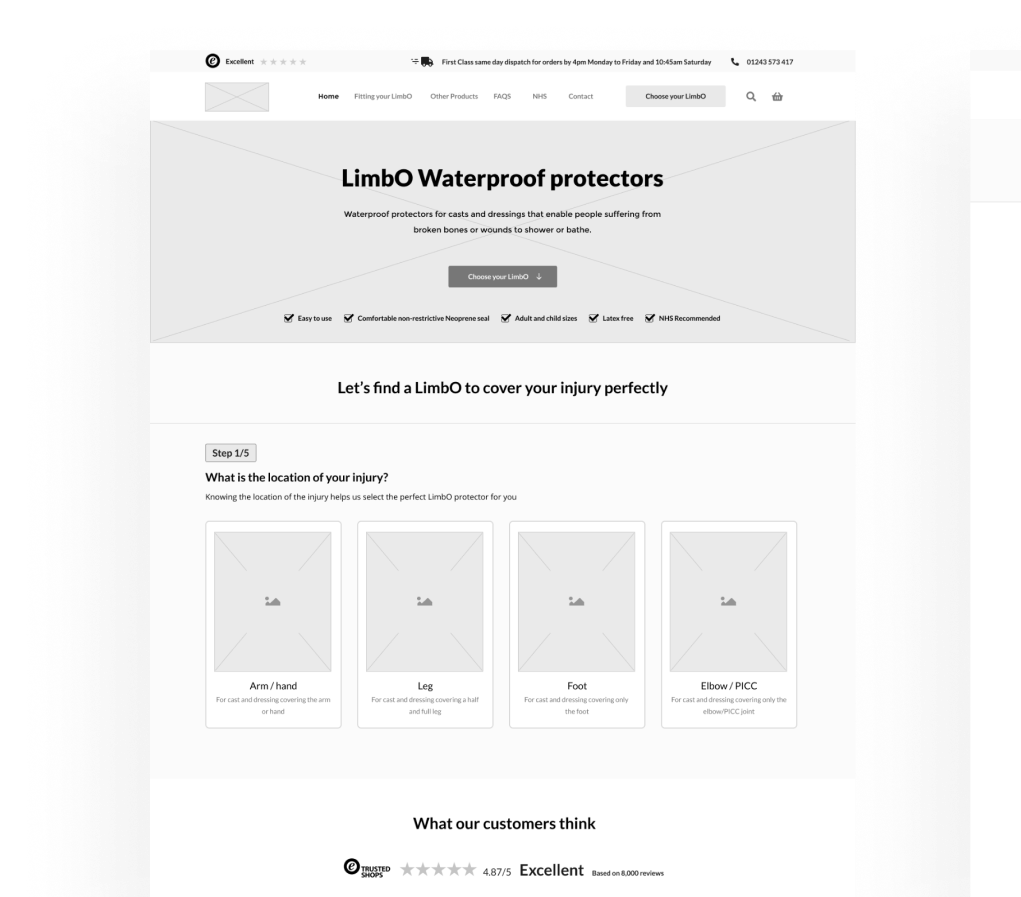 Excellent
First Class same day dispatch for orders by 4pm Monday to Friday and 10:45am Saturday
01243 573 417
Home
Fitting your LimbO
Other Products
FAQS
NHS
Contact
Choose your LimbO
LimbO Waterproof protectors
Waterproof protectors for casts and dressings that enable people suffering from
broken bones or wounds to shower or bathe.
Choose your LimbO
Easy to use
Comfortable non-restrictive Neoprene seal
Adult and child sizes
Latex free
NHS Recommended
Let's find a LimbO to cover your injury perfectly
Step 1/5
What is the location of your injury?
Knowing the location of the injury helps us select the perfect LimbO protector for you
Arm / hand
For cast and dressing covering the arm
or hand
Leg
For cast and dressing covering a half
and full leg
Foot
For cast and dressing covering only
the foot
Elbow / PICC
For cast and dressing covering only the
elbow/PICC joint
What our customers think
TRUSTED
SHOPS
4.87/5
Excellent
Based on 8,000 reviews